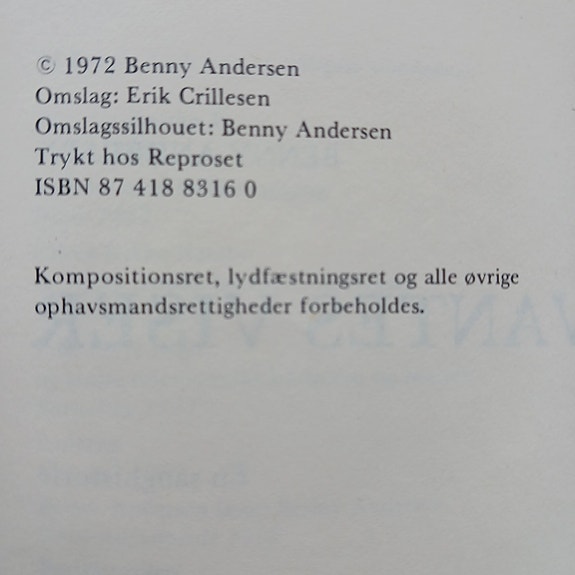 © 1972 Benny Andersen
Omslag: Erik Crillesen
Omslagssilhouet: Benny Andersen
Trykt hos Reproset
ISBN 87 418 8316 0
Kompositionsret, lydfæstningsret og alle øvrige
ophavsmandsrettigheder forbeholdes.